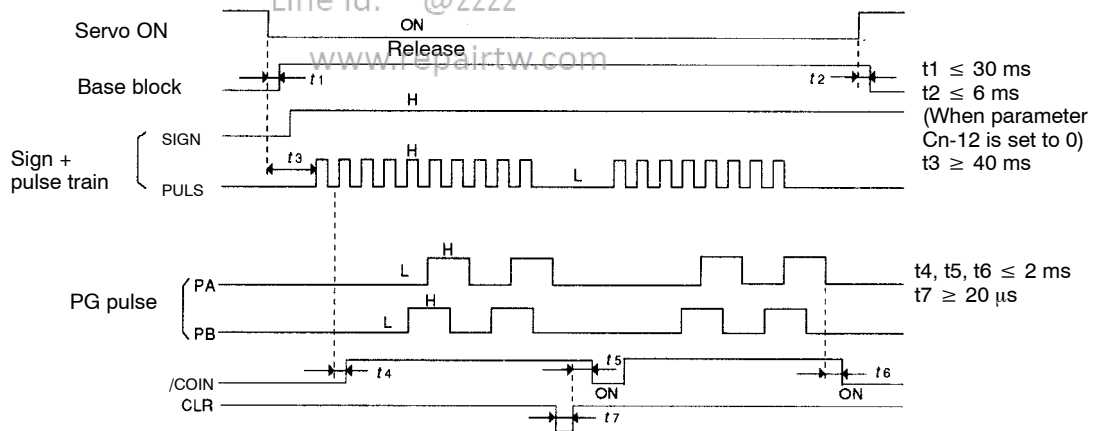 Line id: @zzzz
Servo ON
ON
Release
www.repairtw.com
Base block
t1
t2
t1 ≤ 30 ms
t2 ≤ 6 ms
(When parameter
Cn-12 is set to 0)
t3 ≥ 40 ms
Sign +
pulse train
SIGN
H
t3
H
PULS
L
PG pulse
PA
L
H
PB
L
H
t4, t5, t6 ≤ 2 ms
t7 ≥ 20 μs
/COIN
t4
t5
ON
t6
ON
CLR
t7